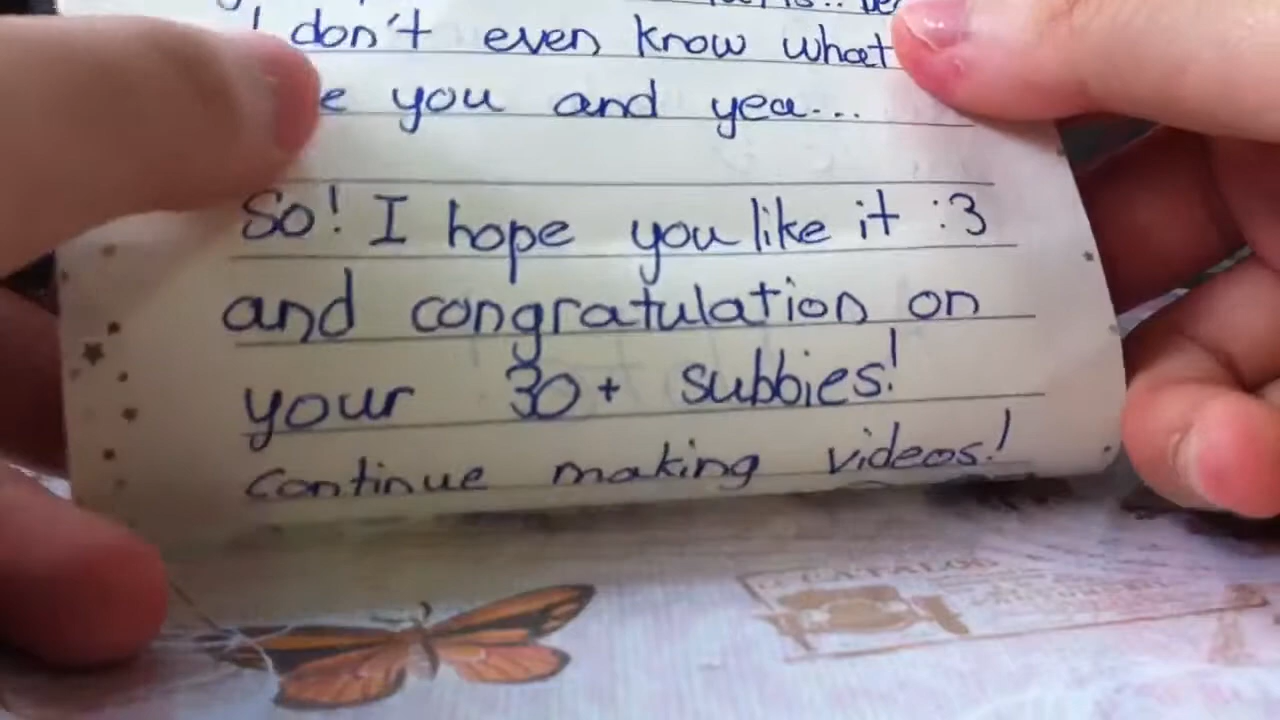 I don't even know what
you and yea...
So! I hope you like it :3
and congratulation on
your 30+ subbies!
Continue making videos!
CATALOG